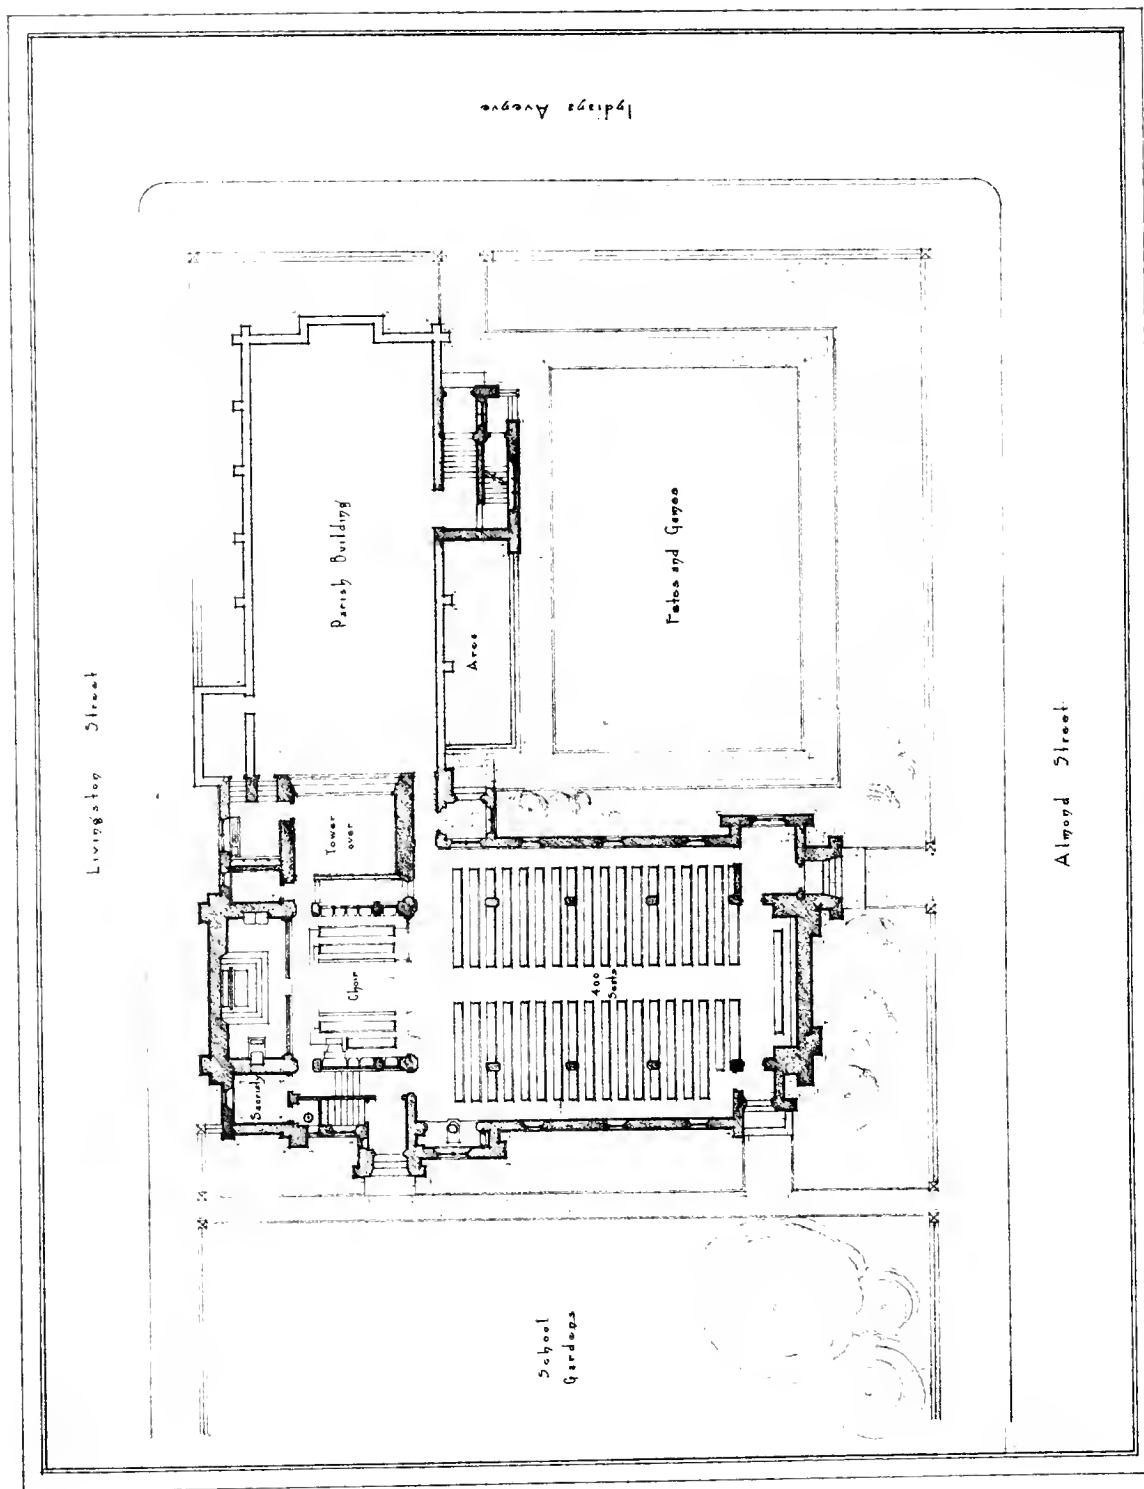 Indiana Avenue
Livingston Street
Parish Building
Area
Fetes and Games
Tower
over
Choir
400
Seats
Sacristy
School
Gardens
Almond Street